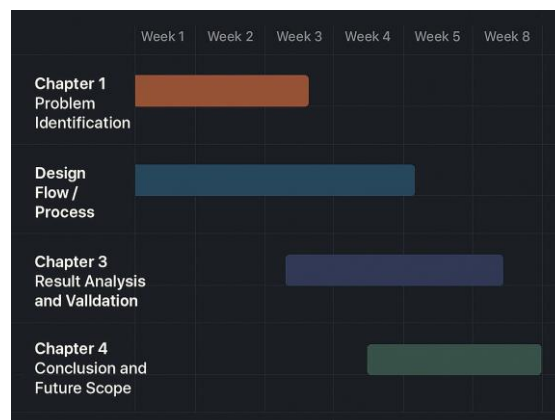 Week 1 Week 2 Week 3 Week 4 Week 5 Week 8
Chapter 1
Problem
Identification
Design
Flow /
Process
Chapter 3
Result Analysis
and Valldation
Chapter 4
Conclusion and
Future Scope